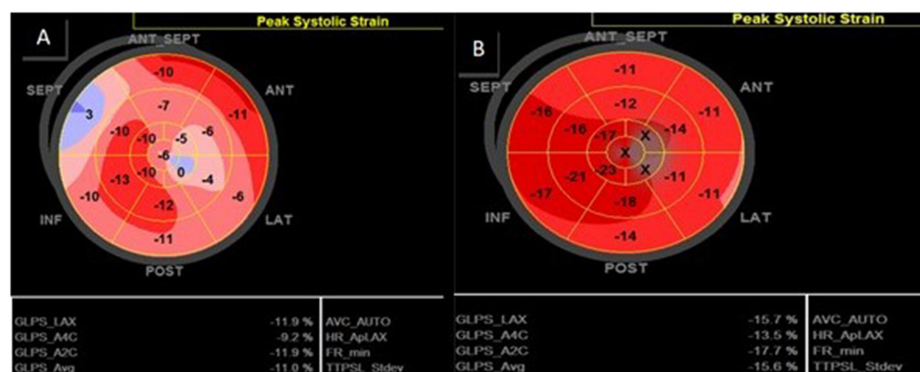 A
Peak Systolic Strain
ANT_SEPT
-10
SEPT
ANT
3
-7
-11
-10
-6
-10
-5
-6
-10
0
-4
-13
-10
-6
-12
INF
LAT
-11
POST
GLPS_LAX -11.9 % AVC_AUTO
GLPS_A4C -9.2 % HR_ApLAX
GLPS_A2C -11.9 % FR_min
GLPS_Avg -11.0 % TTPSL_Stdev
B
Peak Systolic Strain
ANT_SEPT
-11
SEPT
ANT
-16
-12
-11
-16
-14
-17
X
X
X
-23
-21
-11
-17
-11
-18
INF
LAT
-14
POST
GLPS_LAX -15.7 % AVC_AUTO
GLPS_A4C -13.5 % HR_ApLAX
GLPS_A2C -17.7 % FR_min
GLPS_Avg -15.6 % TTPSL_Stdev